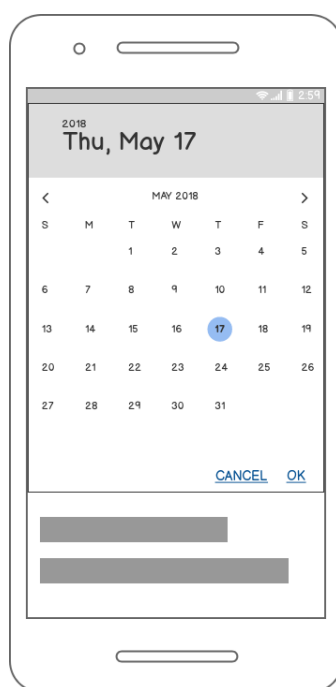 2:59
2018
Thu, May 17
MAY 2018
S M T W T F S
1 2 3 4 5
6 7 8 9 10 11 12
13 14 15 16 17 18 19
20 21 22 23 24 25 26
27 28 29 30 31
CANCEL OK